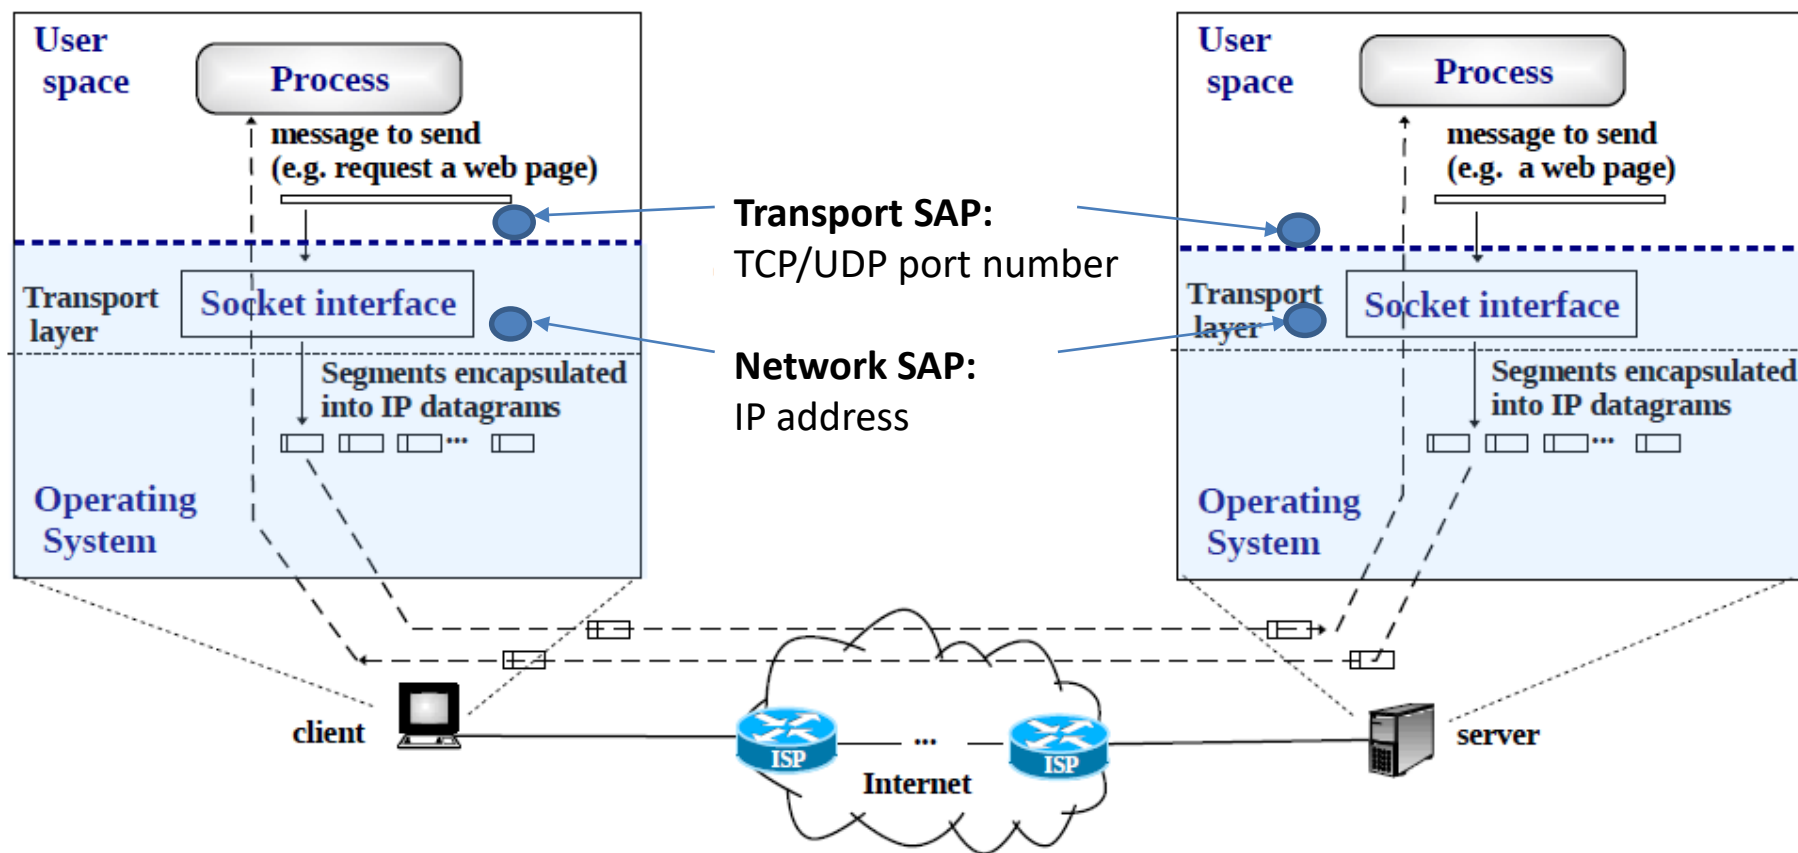 User
space
Process
message to send
(e.g. request a web page)
Transport
layer
Socket interface
Segments encapsulated
into IP datagrams
...
Operating
System
Transport SAP:
TCP/UDP port number
Network SAP:
IP address
User
space
Process
message to send
(e.g. a web page)
Transport
layer
Socket interface
Segments encapsulated
into IP datagrams
...
Operating
System
client
ISP
...
ISP
Internet
server